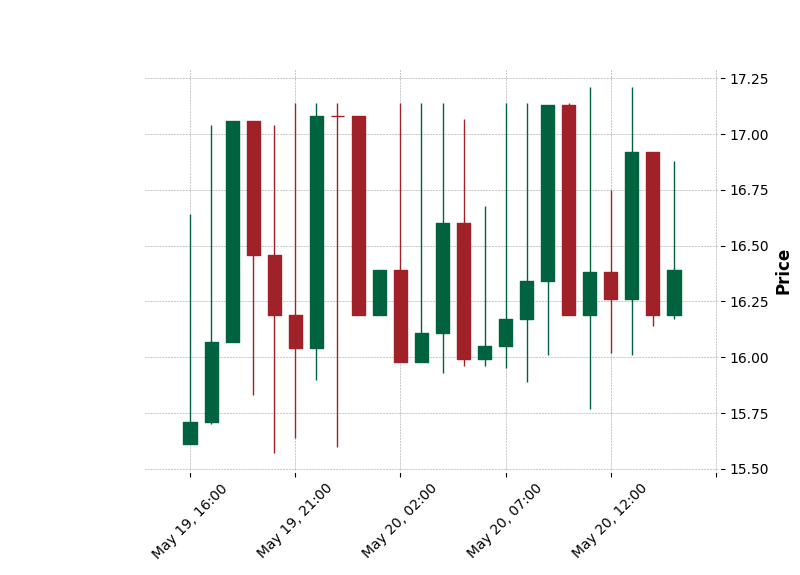 17.25
17.00
16.75
16.50
16.25
16.00
15.75
15.50
Price
May 19, 16:00
May 19, 21:00
May 20, 02:00
May 20, 07:00
May 20, 12:00